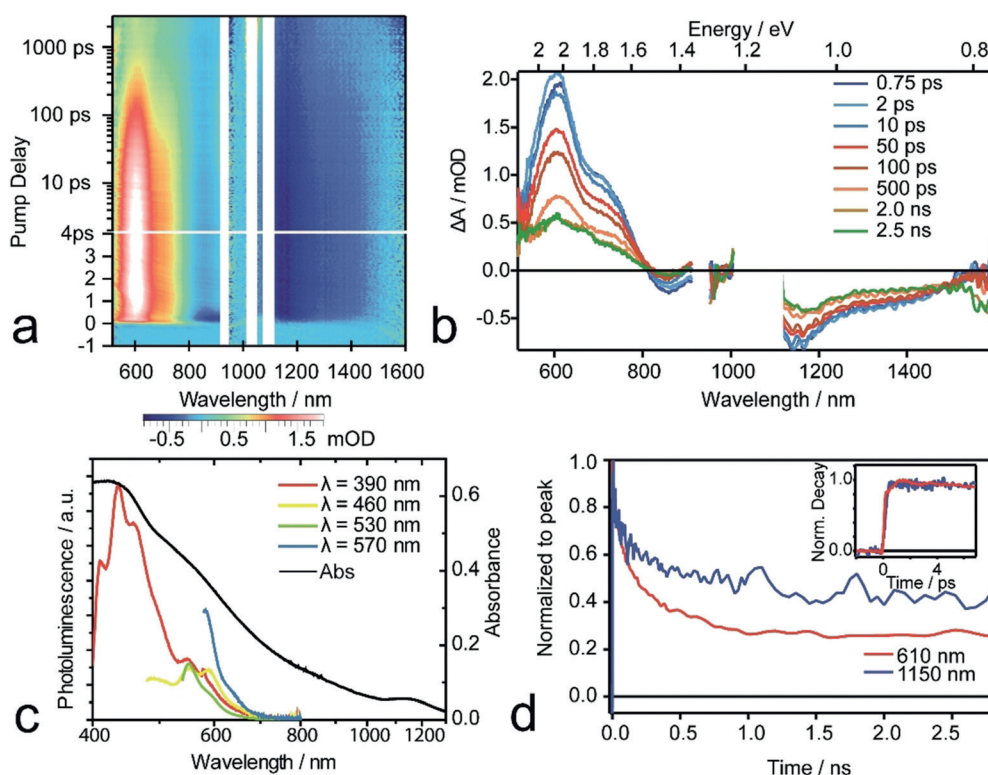 a
Pump Delay
1000 ps
100 ps
10 ps
4ps
3
2
1
0
-1
600 800 1000 1200 1400 1600
Wavelength / nm
-0.5 0.5 1.5 mOD
b
Energy / eV
2 2 1.8 1.6 1.4 1.2 1.0 0.8
ΔA / mOD
2.0
1.5
1.0
0.5
0.0
-0.5
0.75 ps
2 ps
10 ps
50 ps
100 ps
500 ps
2.0 ns
2.5 ns
600 800 1000 1200 1400
Wavelength / nm
c
Photoluminescence / a.u.
λ = 390 nm
λ = 460 nm
λ = 530 nm
λ = 570 nm
Abs
0.6
0.4
0.2
0.0
Absorbance
400 600 800 1000 1200
Wavelength / nm
d
Normalized to peak
1.0
0.8
0.6
0.4
0.2
0.0
Norm. Decay
1.0
0.0
0 4
Time / ps
610 nm
1150 nm
0.0 0.5 1.0 1.5 2.0 2.5
Time / ns